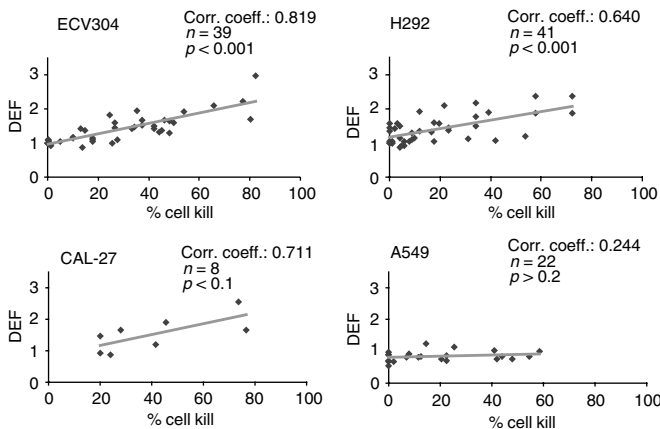 ECV304
Corr. coeff.: 0.819
n = 39
p < 0.001
3
2
1
0
DEF
0 20 40 60 80 100
% cell kill
H292
Corr. coeff.: 0.640
n = 41
p < 0.001
3
2
1
0
DEF
0 20 40 60 80 100
% cell kill
CAL-27
Corr. coeff.: 0.711
n = 8
p < 0.1
3
2
1
0
DEF
0 20 40 60 80 100
% cell kill
A549
Corr. coeff.: 0.244
n = 22
p > 0.2
3
2
1
0
DEF
0 20 40 60 80 100
% cell kill